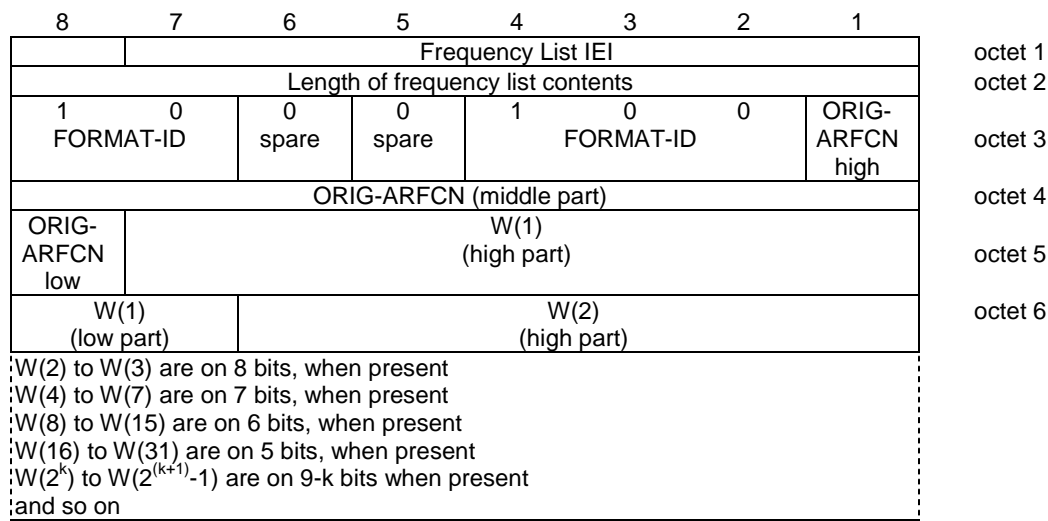 8 7 6 5 4 3 2 1
Frequency List IEI octet 1
Length of frequency list contents octet 2
1 0 0 0 1 0 0 ORIG-
FORMAT-ID spare spare FORMAT-ID ARFCN octet 3
high
ORIG-ARFCN (middle part) octet 4
ORIG- W(1)
ARFCN (high part) octet 5
low
W(1) W(2) octet 6
(low part) (high part)
W(2) to W(3) are on 8 bits, when present
W(4) to W(7) are on 7 bits, when present
W(8) to W(15) are on 6 bits, when present
W(16) to W(31) are on 5 bits, when present
W(2^k) to W(2^(k+1)-1) are on 9-k bits when present
and so on